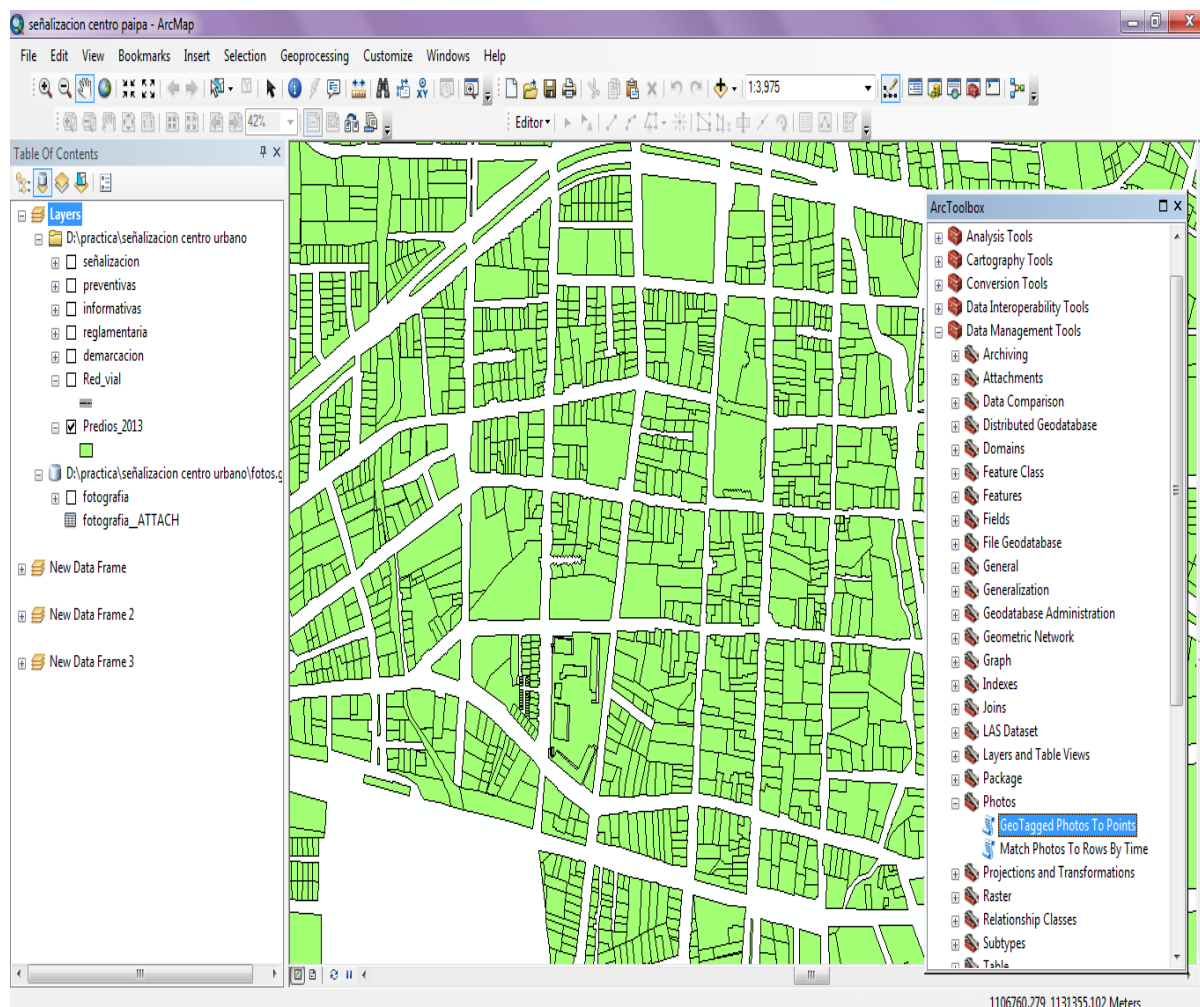 señalizacion centro paipa - ArcMap
File Edit View Bookmarks Insert Selection Geoprocessing Customize Windows Help
1:3,975
42%
Editor
Table Of Contents
Layers
D:\practica\señalizacion centro urbano
señalizacion
preventivas
informativas
reglamentaria
demarcacion
Red_vial
Predios_2013
D:\practica\señalizacion centro urbano\fotos.g
fotografia
fotografia__ATTACH
New Data Frame
New Data Frame 2
New Data Frame 3
ArcToolbox
Analysis Tools
Cartography Tools
Conversion Tools
Data Interoperability Tools
Data Management Tools
Archiving
Attachments
Data Comparison
Distributed Geodatabase
Domains
Feature Class
Features
Fields
File Geodatabase
General
Generalization
Geodatabase Administration
Geometric Network
Graph
Indexes
Joins
LAS Dataset
Layers and Table Views
Package
Photos
GeoTagged Photos To Points
Match Photos To Rows By Time
Projections and Transformations
Raster
Relationship Classes
Subtypes
Table
1106760,279 1131355,102 Meters